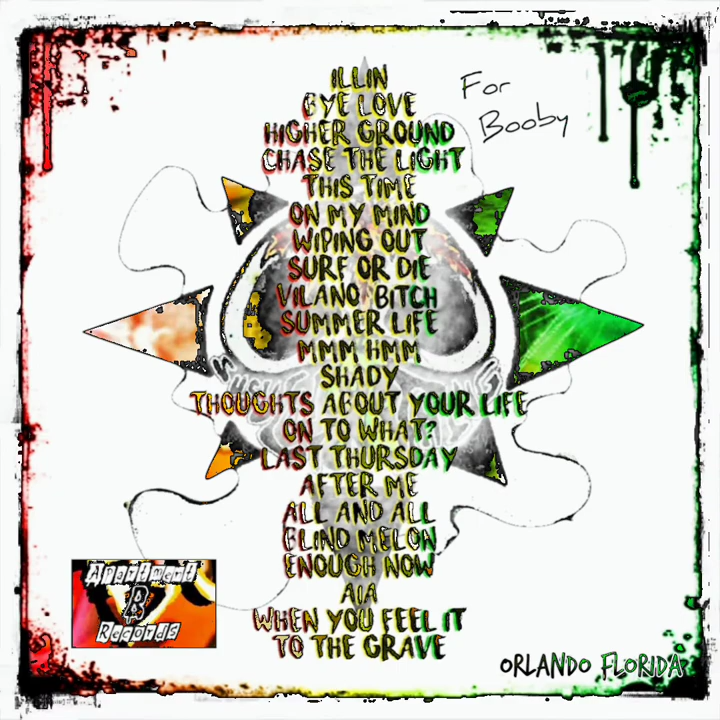 For
Booby
ILLIN
BYE LOVE
HIGHER GROUND
CHASE THE LIGHT
THIS TIME
ON MY MIND
WIPING OUT
SURF OR DIE
VILANO BITCH
SUMMER LIFE
MMM HMM
SHADY
THOUGHTS ABOUT YOUR LIFE
ON TO WHAT?
LAST THURSDAY
AFTER ME
ALL AND ALL
BLIND MELON
ENOUGH NOW
AIA
WHEN YOU FEEL IT
TO THE GRAVE
Apartment
B
Records
ORLANDO FLORIDA